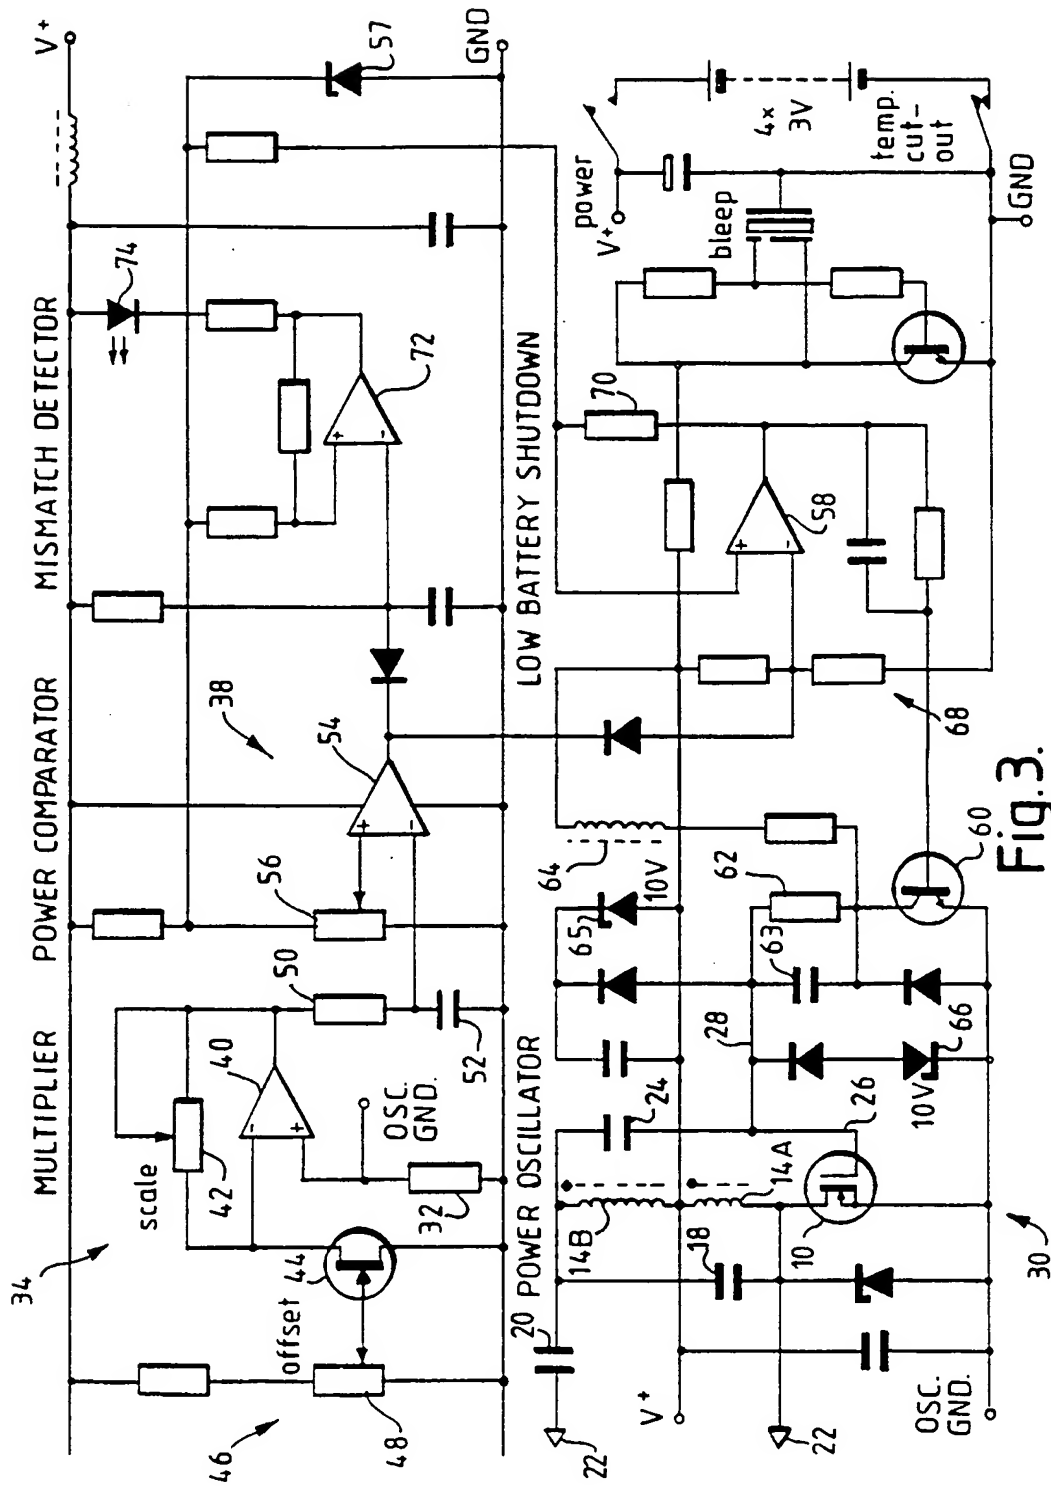 MULTIPLIER
POWER COMPARATOR
MISMATCH DETECTOR
V+
34
scale
42
40
50
56
38
54
74
72
57
46
48
offset
44
32
OSC.
GND.
52
GND
POWER OSCILLATOR
LOW BATTERY SHUTDOWN
20
22
14B
18
24
28
65
64
10V
62
63
70
58
power
V+
bleep
4x
3V
temp.
cut-
out
V+
22
14A
26
10
10V
66
60
68
OSC.
GND.
30
GND
Fig.3.
+
-
+
-
+
-
+
-